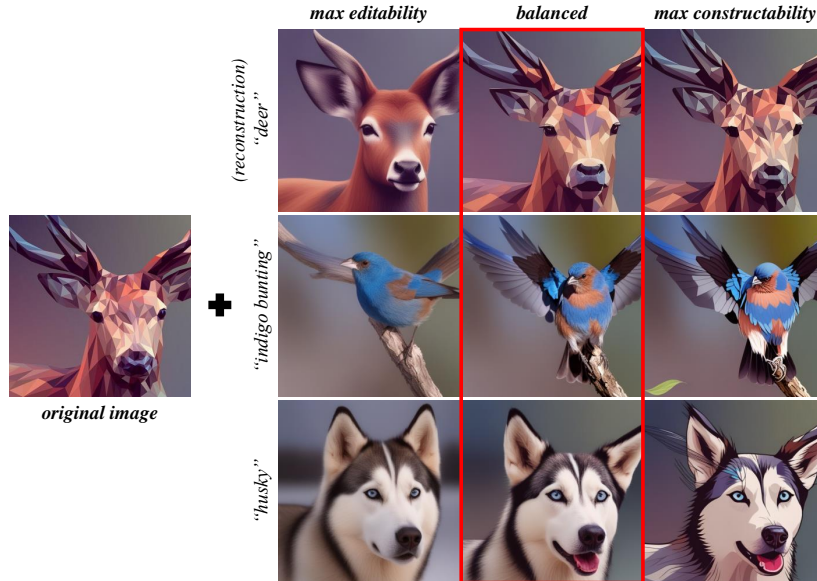 max editability
balanced
max constructability
(reconstruction)
“deer”
“indigo bunting”
“husky”
original image